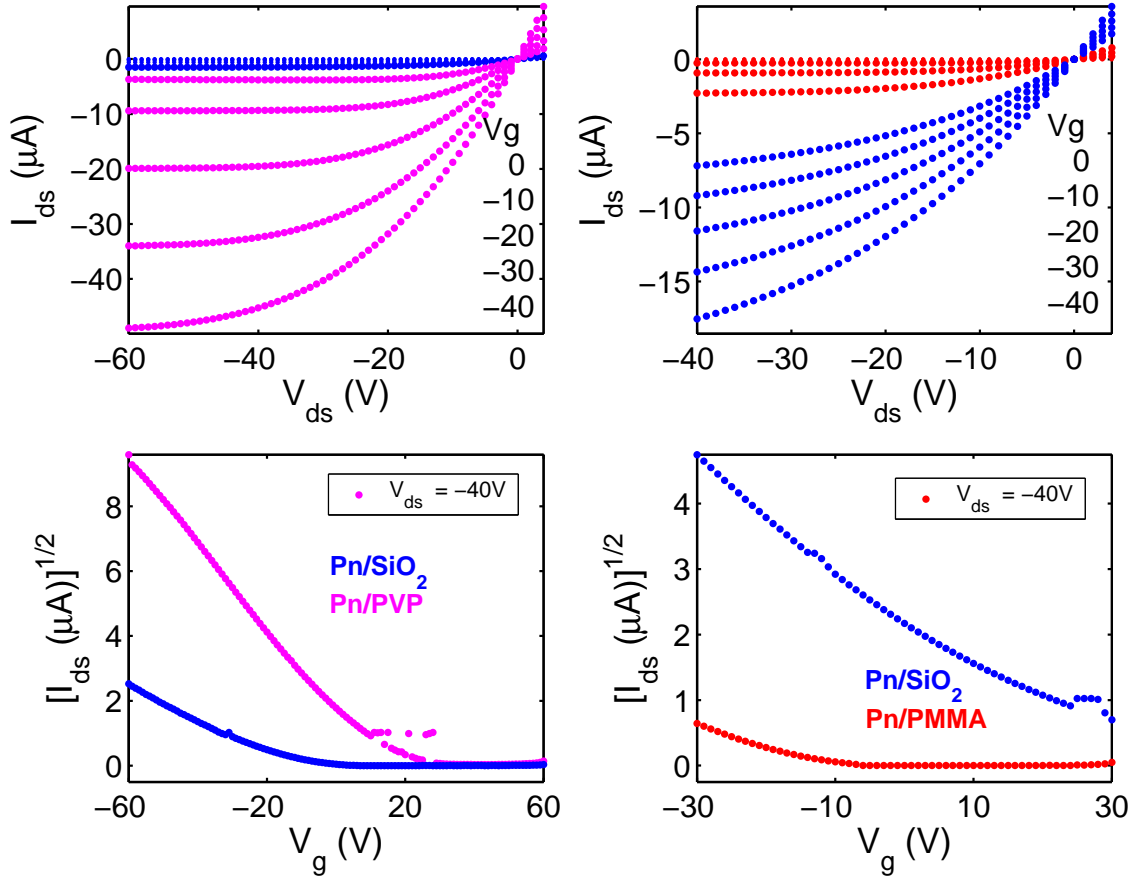 0
−10
−20
−30
−40
I_ds (μA)
−60
−40
−20
0
V_ds (V)
Vg
0
−10
−20
−30
−40
0
−5
−10
−15
I_ds (μA)
−40
−30
−20
−10
0
V_ds (V)
Vg
0
−10
−20
−30
−40
8
6
4
2
0
[I_ds (μA)]^1/2
−60
−20
20
60
V_g (V)
V_ds = −40V
Pn/SiO₂
Pn/PVP
4
3
2
1
0
[I_ds (μA)]^1/2
−30
−10
10
30
V_g (V)
V_ds = −40V
Pn/SiO₂
Pn/PMMA